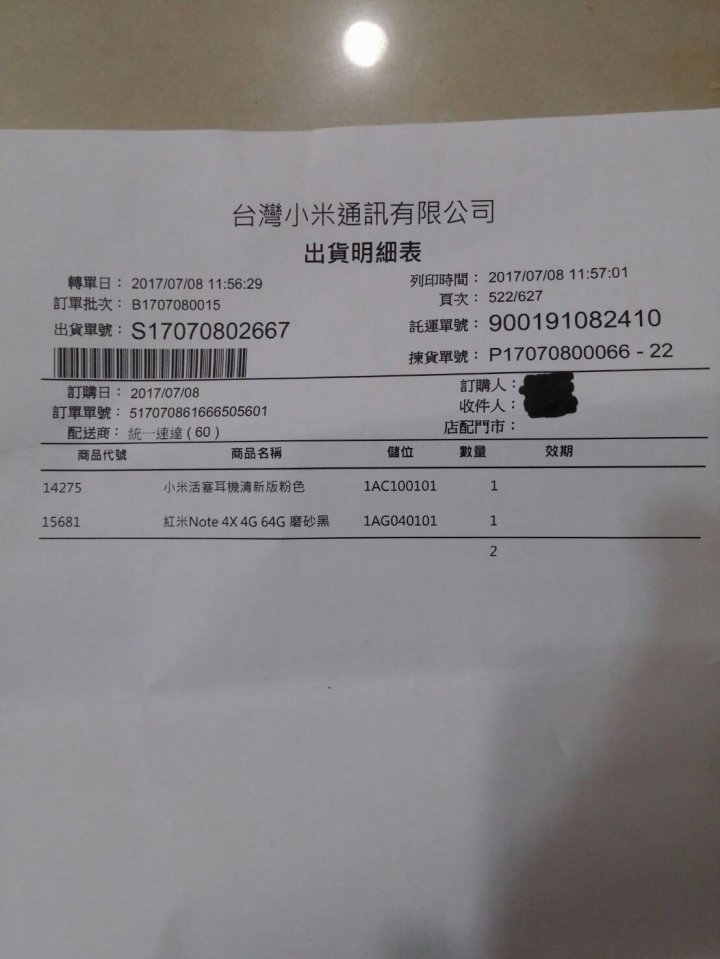 台灣小米通訊有限公司
出貨明細表
轉單日： 2017/07/08 11:56:29
列印時間： 2017/07/08 11:57:01
訂單批次： B1707080015
頁次： 522/627
出貨單號： S17070802667
託運單號： 900191082410
揀貨單號： P17070800066 - 22
訂購日： 2017/07/08
訂購人：
訂單單號： 517070861666505601
收件人：
配送商： 統一速達 ( 60 )
店配門市：
商品代號 商品名稱 儲位 數量 效期
14275 小米活塞耳機清新版粉色 1AC100101 1
15681 紅米Note 4X 4G 64G 磨砂黑 1AG040101 1
2